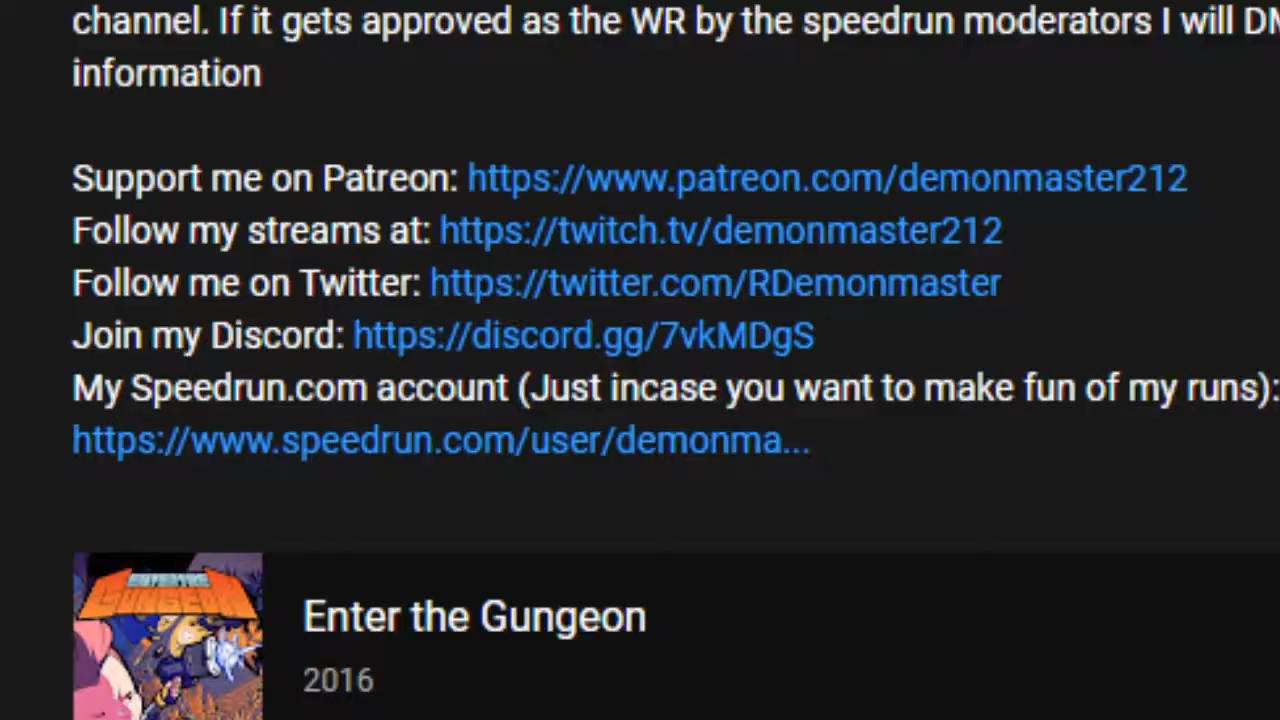 channel. If it gets approved as the WR by the speedrun moderators I will DM
information
Support me on Patreon: https://www.patreon.com/demonmaster212
Follow my streams at: https://twitch.tv/demonmaster212
Follow me on Twitter: https://twitter.com/RDemonmaster
Join my Discord: https://discord.gg/7vkMDgS
My Speedrun.com account (Just incase you want to make fun of my runs):
https://www.speedrun.com/user/demonma...
GUNGEON
Enter the Gungeon
2016